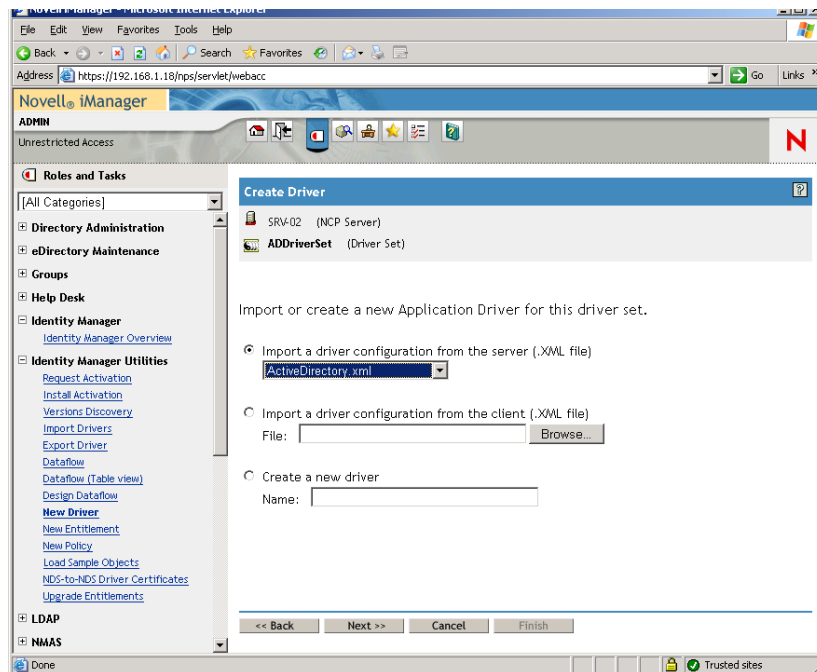 Novell iManager - Microsoft Internet Explorer
File Edit View Favorites Tools Help
Back Search Favorites
Address https://192.168.1.18/nps/servlet/webacc Go Links »
Novell® iManager
ADMIN
Unrestricted Access
N
Roles and Tasks
[All Categories]
Directory Administration
eDirectory Maintenance
Groups
Help Desk
Identity Manager
Identity Manager Overview
Identity Manager Utilities
Request Activation
Install Activation
Versions Discovery
Import Drivers
Export Driver
Dataflow
Dataflow (Table view)
Design Dataflow
New Driver
New Entitlement
New Policy
Load Sample Objects
NDS-to-NDS Driver Certificates
Upgrade Entitlements
LDAP
NMAS
Create Driver ?
SRV-02 (NCP Server)
ADDriverSet (Driver Set)
Import or create a new Application Driver for this driver set.
Import a driver configuration from the server (.XML file)
ActiveDirectory.xml
Import a driver configuration from the client (.XML file)
File: Browse...
Create a new driver
Name:
<< Back Next >> Cancel Finish
Done Trusted sites